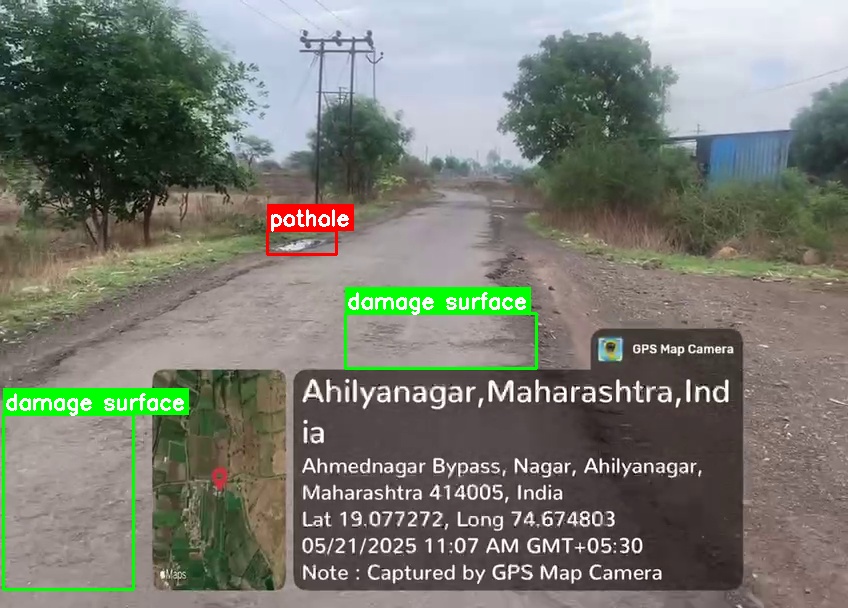 pothole
damage surface
GPS Map Camera
damage surface
Ahilyanagar,Maharashtra,Ind
ia
Ahmednagar Bypass, Nagar, Ahilyanagar,
Maharashtra 414005, India
Lat 19.077272, Long 74.674803
05/21/2025 11:07 AM GMT+05:30
Note : Captured by GPS Map Camera
Maps